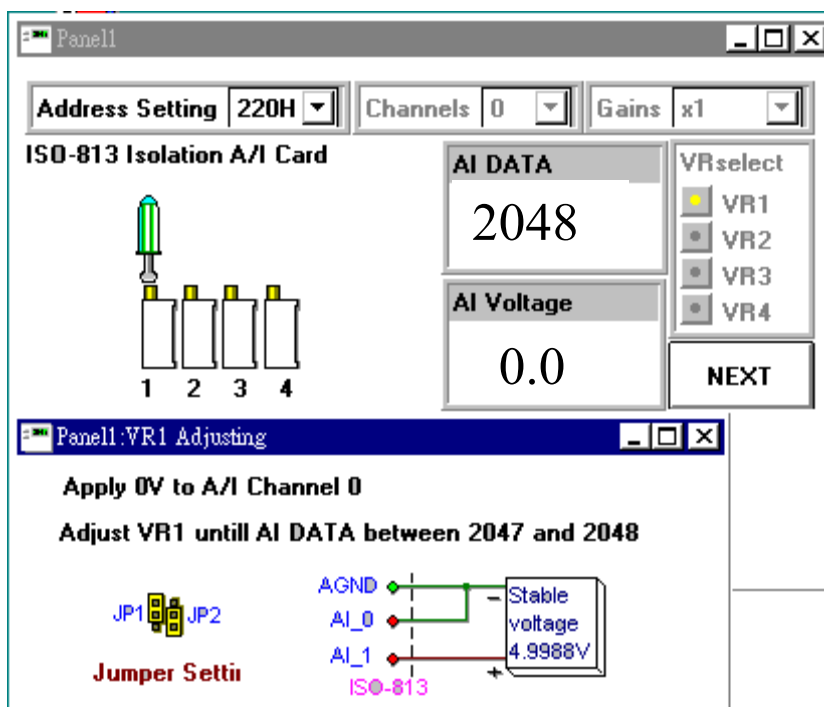 Panel1
Address Setting 220H Channels 0 Gains x1
ISO-813 Isolation A/I Card
AI DATA
2048
VRselect
VR1
VR2
VR3
VR4
AI Voltage
0.0
NEXT
1 2 3 4
Panel1:VR1 Adjusting
Apply 0V to A/I Channel 0
Adjust VR1 untill AI DATA between 2047 and 2048
JP1 JP2
Jumper Settin
AGND
AI_0
AI_1
ISO-813
− Stable
voltage
4.9988V
+